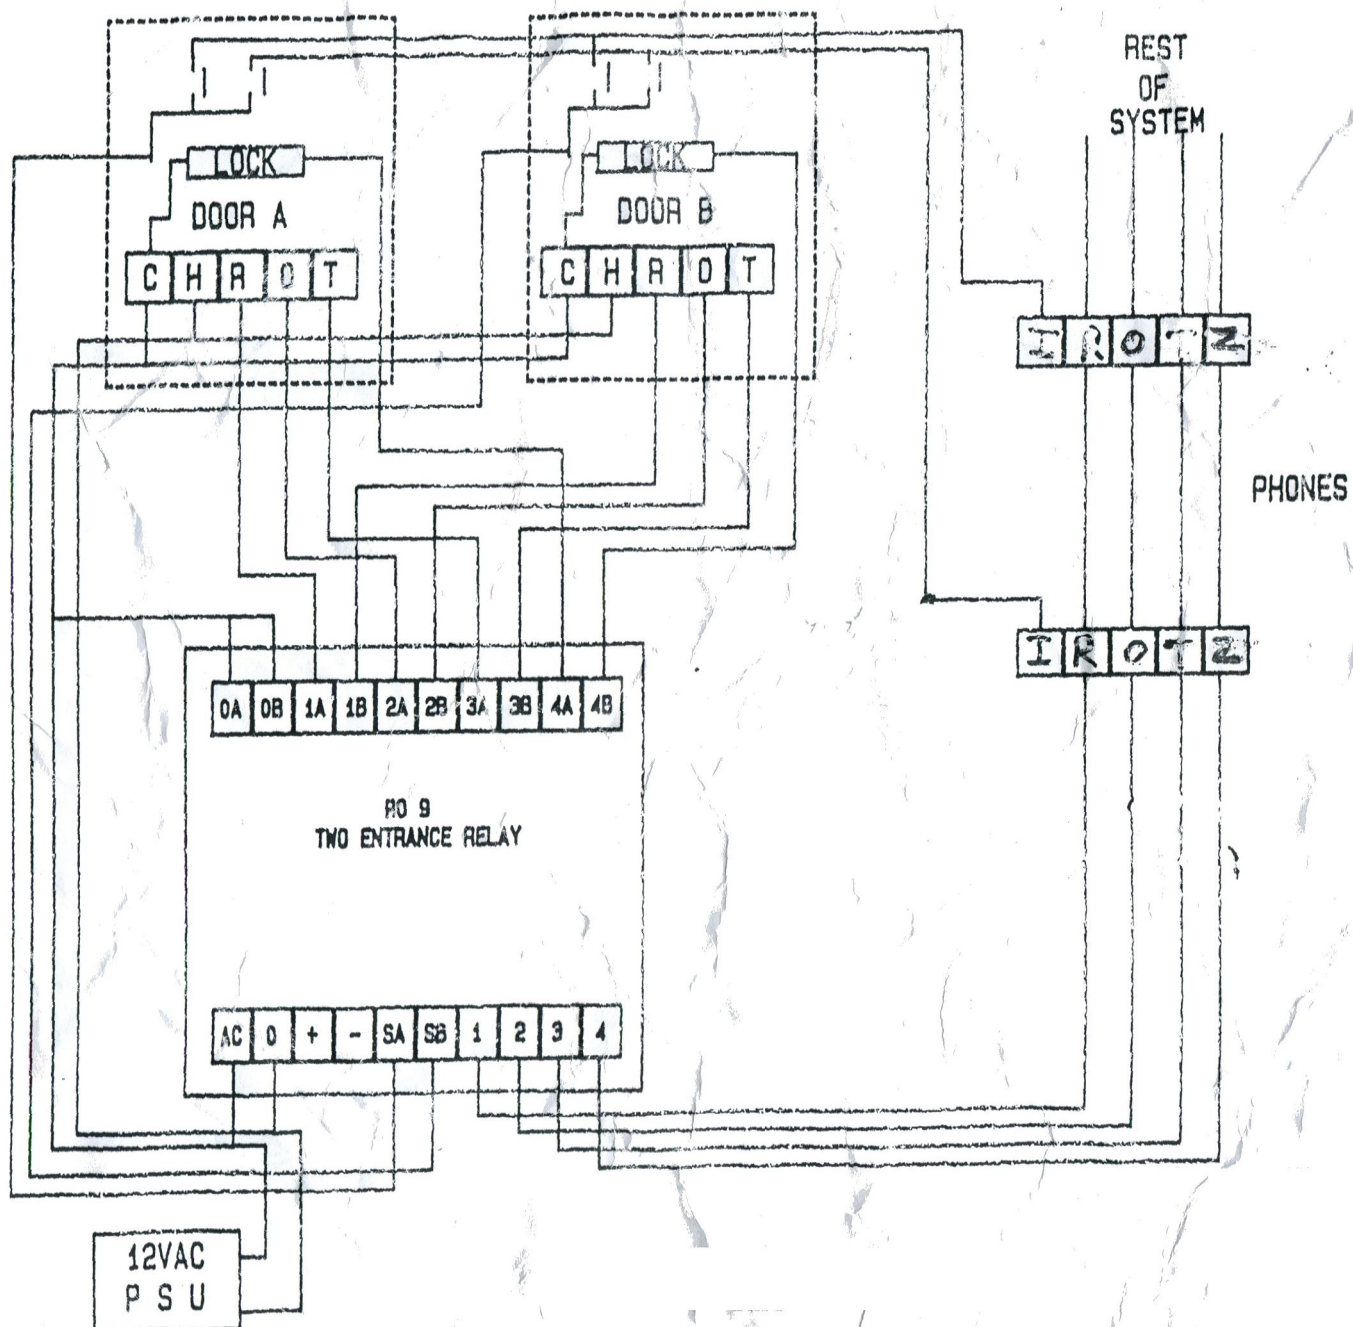 REST
OF
SYSTEM
LOCK
LOCK
DOOR A
DOOR B
C H R O T
C H R O T
I R O T Z
PHONES
I R O T Z
0A 0B 1A 1B 2A 2B 3A 3B 4A 4B
RO 9
TWO ENTRANCE RELAY
AC 0 + - SA SB 1 2 3 4
12VAC
P S U